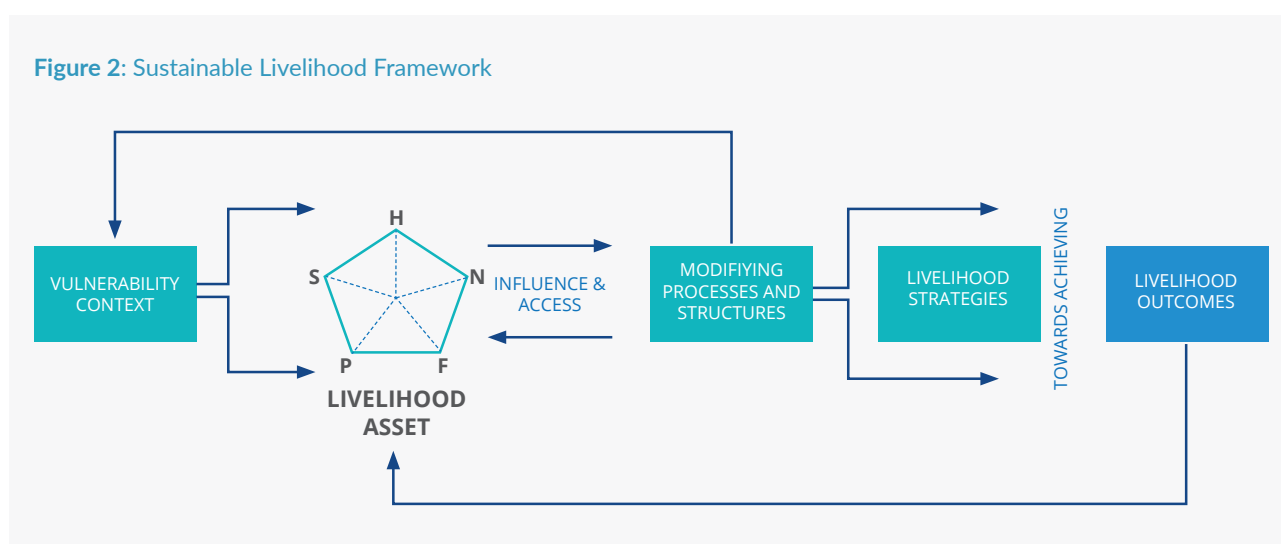 Figure 2: Sustainable Livelihood Framework
VULNERABILITY
CONTEXT
H
S
N
P
F
LIVELIHOOD
ASSET
INFLUENCE &
ACCESS
MODIFIYING
PROCESSES AND
STRUCTURES
LIVELIHOOD
STRATEGIES
TOWARDS ACHIEVING
LIVELIHOOD
OUTCOMES